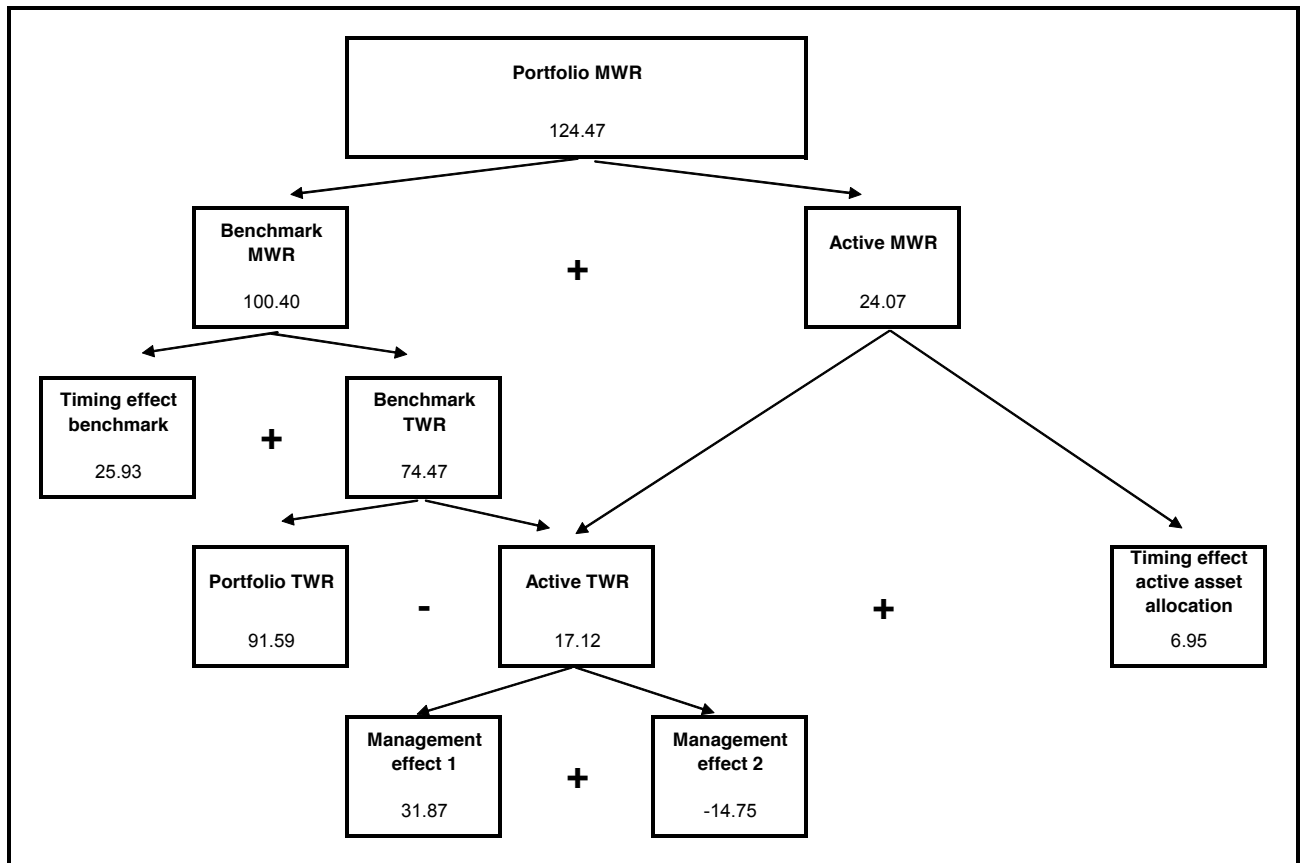 Portfolio MWR
124.47
Benchmark
MWR
100.40
+
Active MWR
24.07
Timing effect
benchmark
25.93
+
Benchmark
TWR
74.47
Portfolio TWR
91.59
-
Active TWR
17.12
+
Timing effect
active asset
allocation
6.95
Management
effect 1
31.87
+
Management
effect 2
-14.75